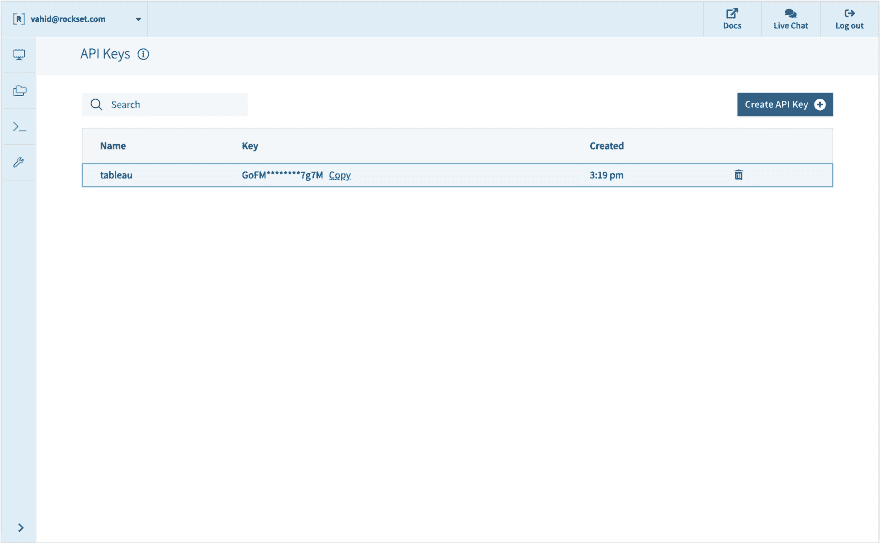 [R] vahid@rockset.com
Docs
Live Chat
Log out
API Keys
Search
Create API Key
Name Key Created
tableau GoFM********7g7M Copy 3:19 pm